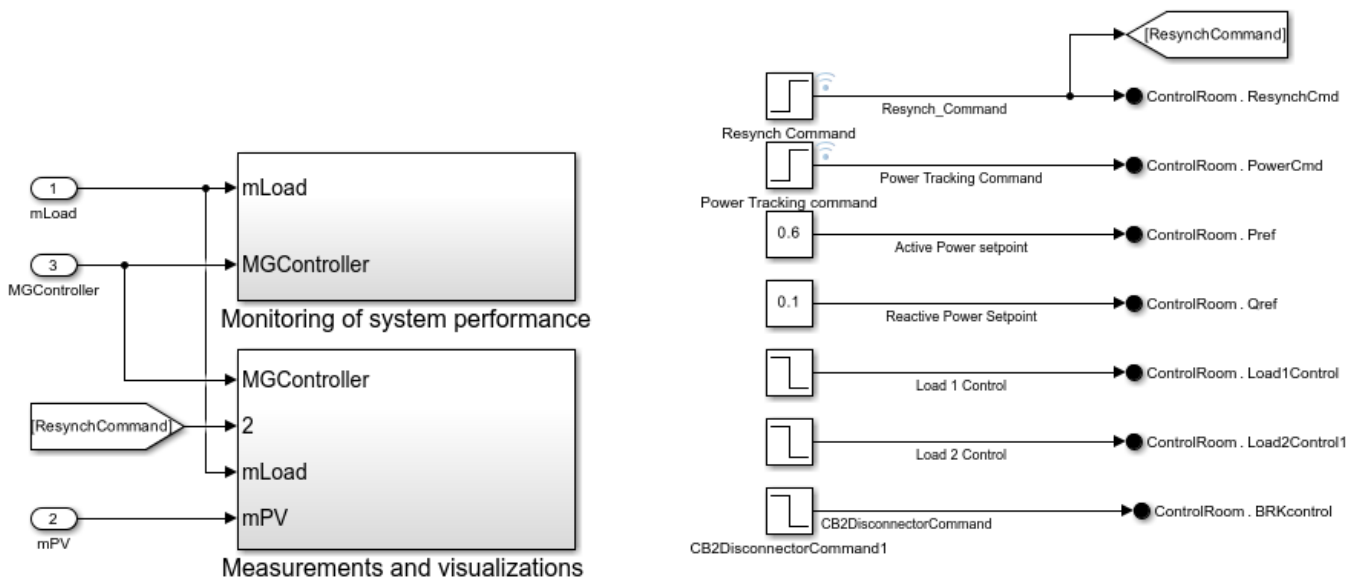 1
mLoad
3
MGController
mLoad
MGController
Monitoring of system performance
[ResynchCommand]
2
mPV
MGController
2
mLoad
mPV
Measurements and visualizations
[ResynchCommand]
Resynch_Command
ControlRoom . ResynchCmd
Resynch Command
Power Tracking Command
ControlRoom . PowerCmd
Power Tracking command
0.6
Active Power setpoint
ControlRoom . Pref
0.1
Reactive Power Setpoint
ControlRoom . Qref
Load 1 Control
ControlRoom . Load1Control
Load 2 Control
ControlRoom . Load2Control1
CB2DisconnectorCommand
ControlRoom . BRKcontrol
CB2DisconnectorCommand1